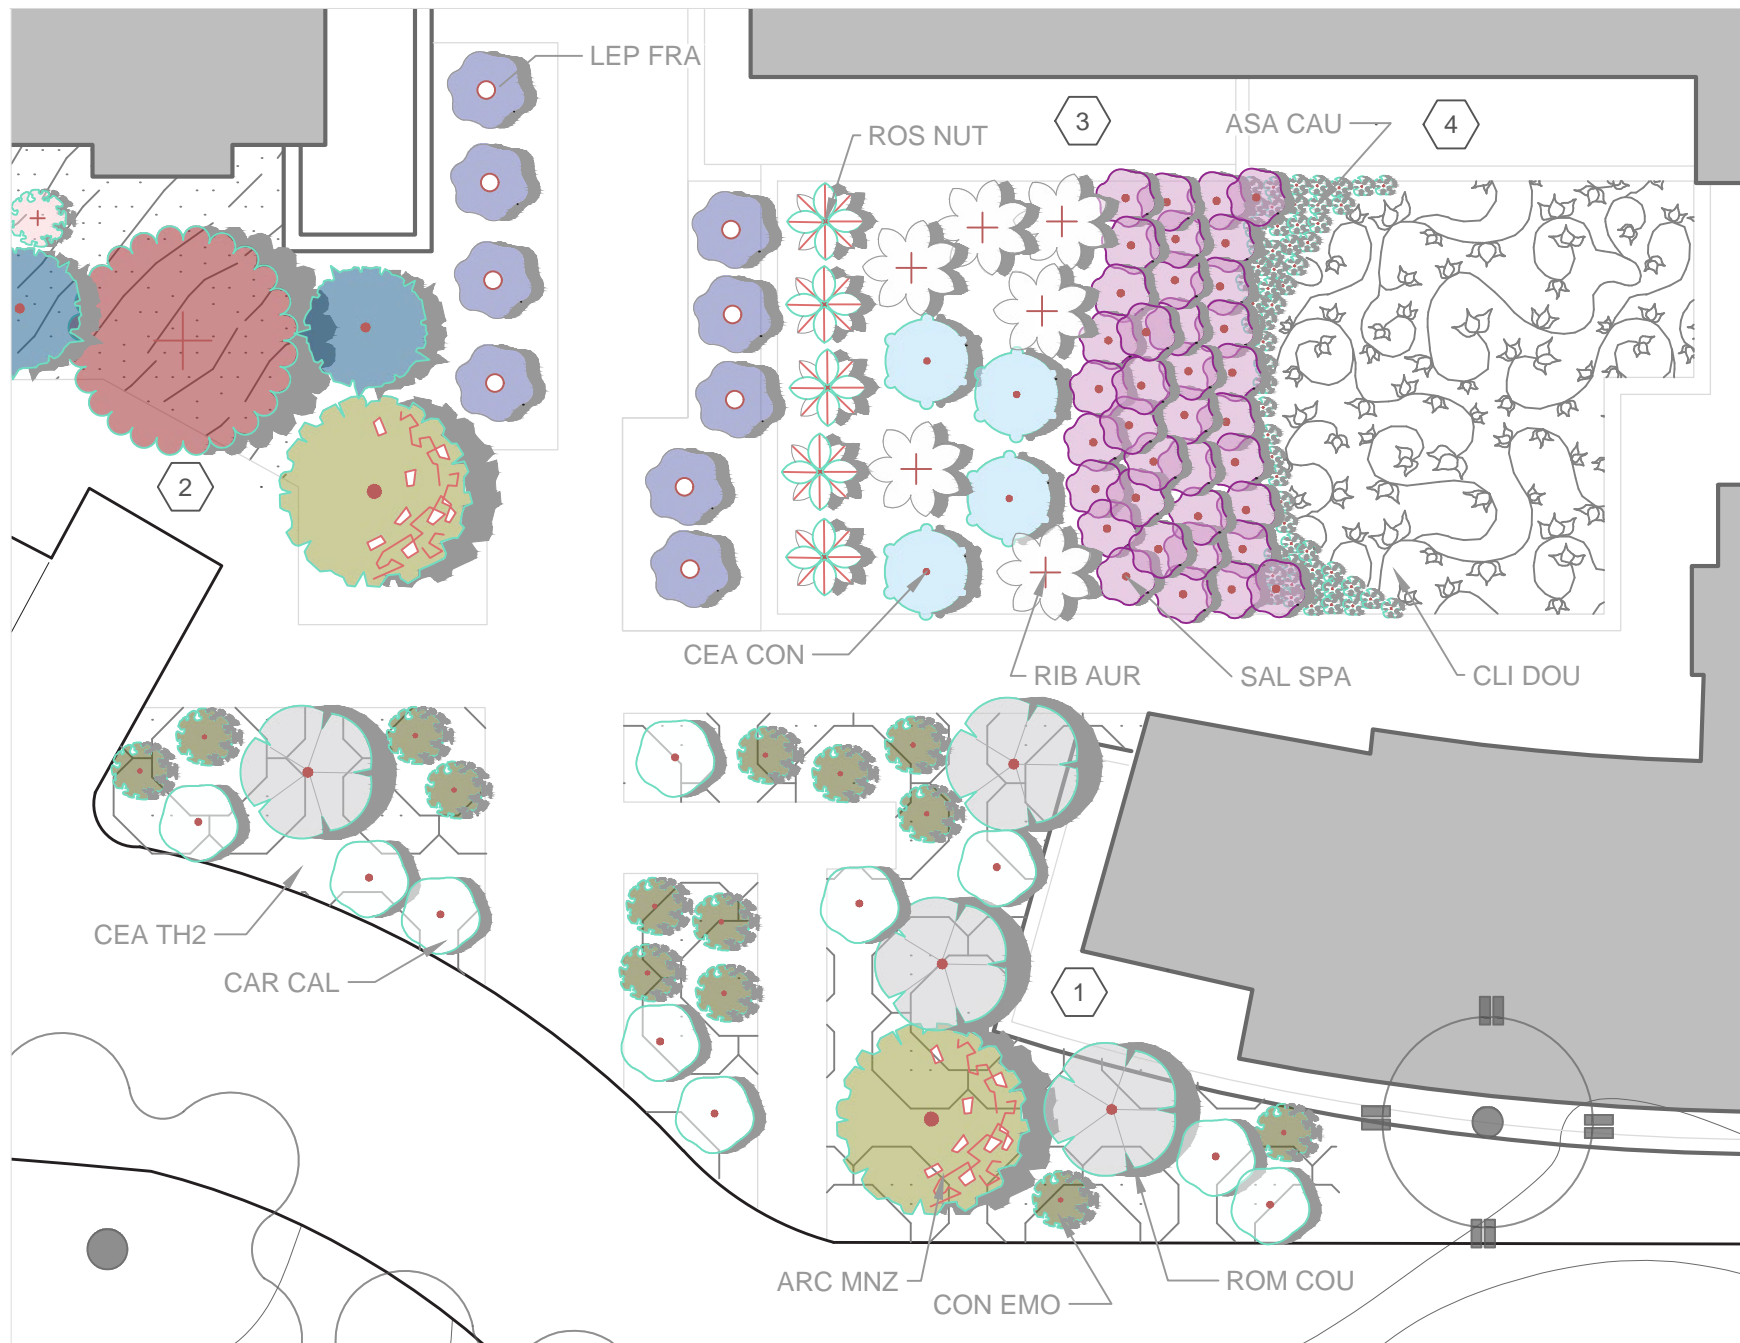 LEP FRA
3
ASA CAU
4
ROS NUT
2
CEA CON
RIB AUR
SAL SPA
CLI DOU
CEA TH2
CAR CAL
1
ARC MNZ
ROM COU
CON EMO